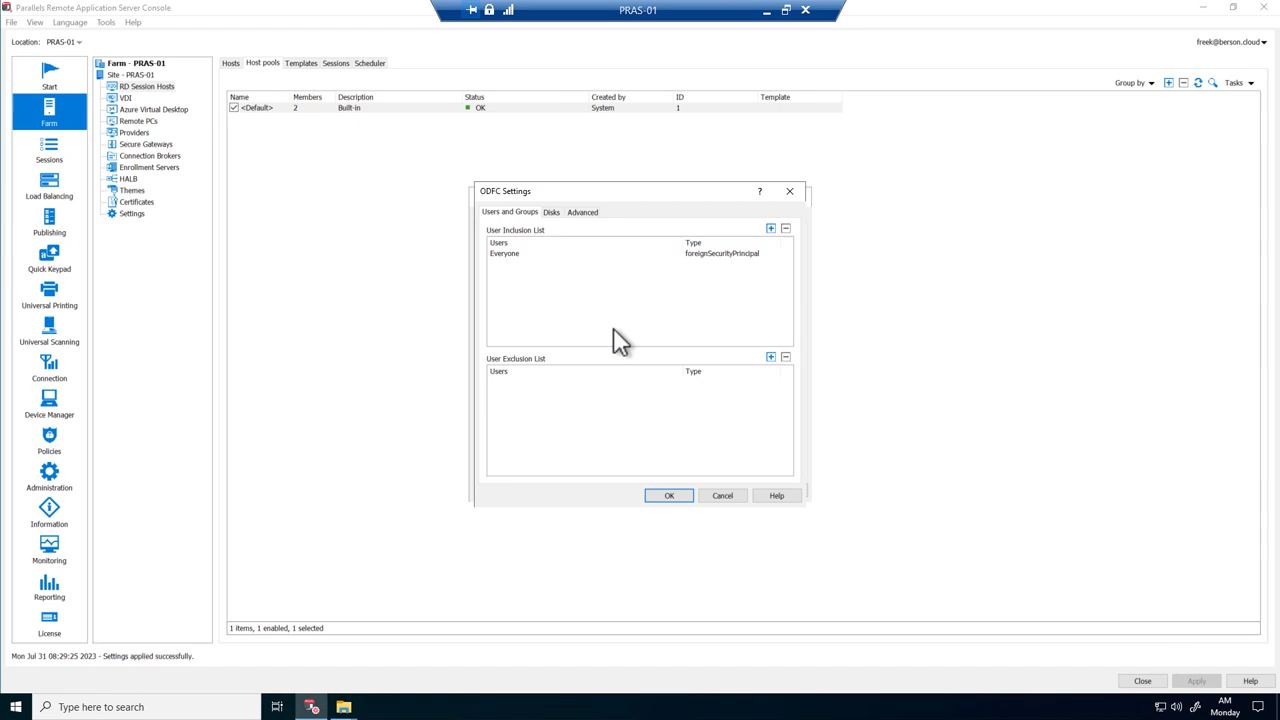 Parallels Remote Application Server Console
PRAS-01
File View Language Tools Help
Location: PRAS-01
freek@berson.cloud
Start
Farm
Sessions
Load Balancing
Publishing
Quick Keypad
Universal Printing
Universal Scanning
Connection
Device Manager
Policies
Administration
Information
Monitoring
Reporting
License
Farm - PRAS-01
Site - PRAS-01
RD Session Hosts
VDI
Azure Virtual Desktop
Remote PCs
Providers
Secure Gateways
Connection Brokers
Enrollment Servers
HALB
Themes
Certificates
Settings
Hosts Host pools Templates Sessions Scheduler
Group by Tasks
Name Members Description Status Created by ID Template
<Default> 2 Built-in OK System 1
ODFC Settings ?
Users and Groups Disks Advanced
User Inclusion List
Users Type
Everyone foreignSecurityPrincipal
User Exclusion List
Users Type
OK Cancel Help
1 items, 1 enabled, 1 selected
Mon Jul 31 08:29:25 2023 - Settings applied successfully.
Close Apply Help
Type here to search
AM
Monday